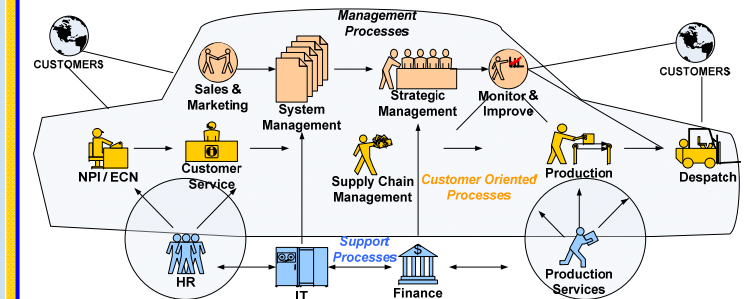 Management
Processes
CUSTOMERS
CUSTOMERS
Sales &
Marketing
System
Management
Strategic
Management
Monitor &
Improve
NPI / ECN
Customer
Service
Supply Chain
Management
Customer Oriented
Processes
Production
Despatch
HR
IT
Support
Processes
$
Finance
Production
Services